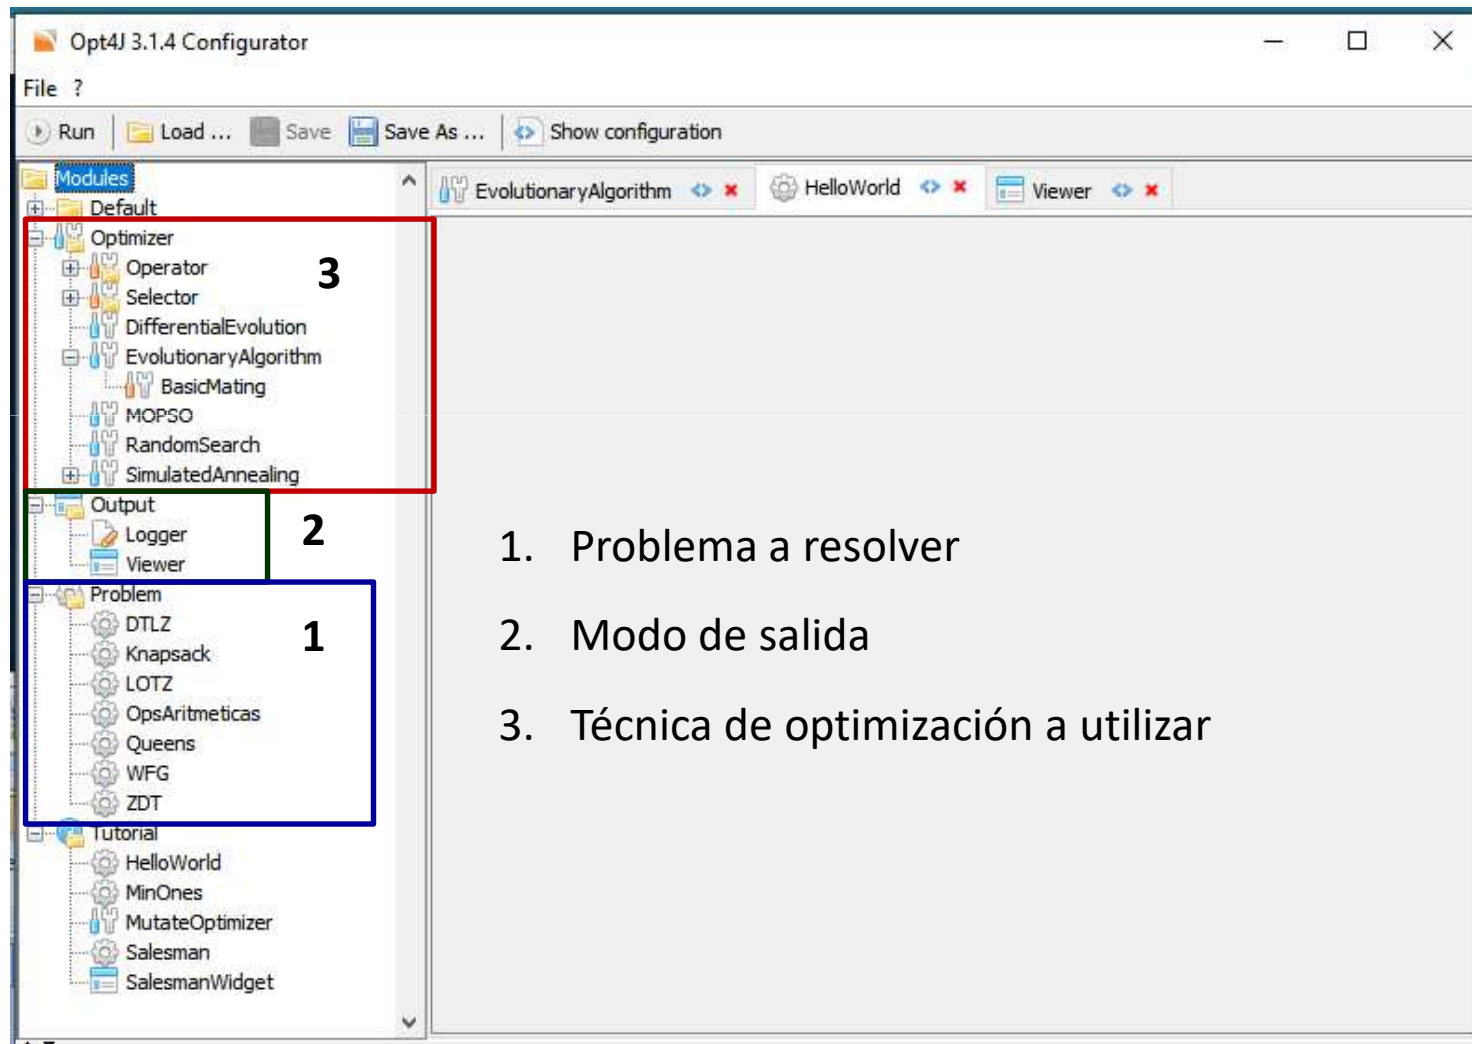 Opt4J 3.1.4 Configurator
File ?
Run Load ... Save Save As ... Show configuration
Modules
Default
Optimizer
Operator
Selector
DifferentialEvolution
EvolutionaryAlgorithm
BasicMating
MOPSO
RandomSearch
SimulatedAnnealing
3
Output
Logger
Viewer
2
Problem
DTLZ
Knapsack
LOTZ
OpsAritmeticas
Queens
WFG
ZDT
1
Tutorial
HelloWorld
MinOnes
MutateOptimizer
Salesman
SalesmanWidget
EvolutionaryAlgorithm HelloWorld Viewer
1. Problema a resolver
2. Modo de salida
3. Técnica de optimización a utilizar